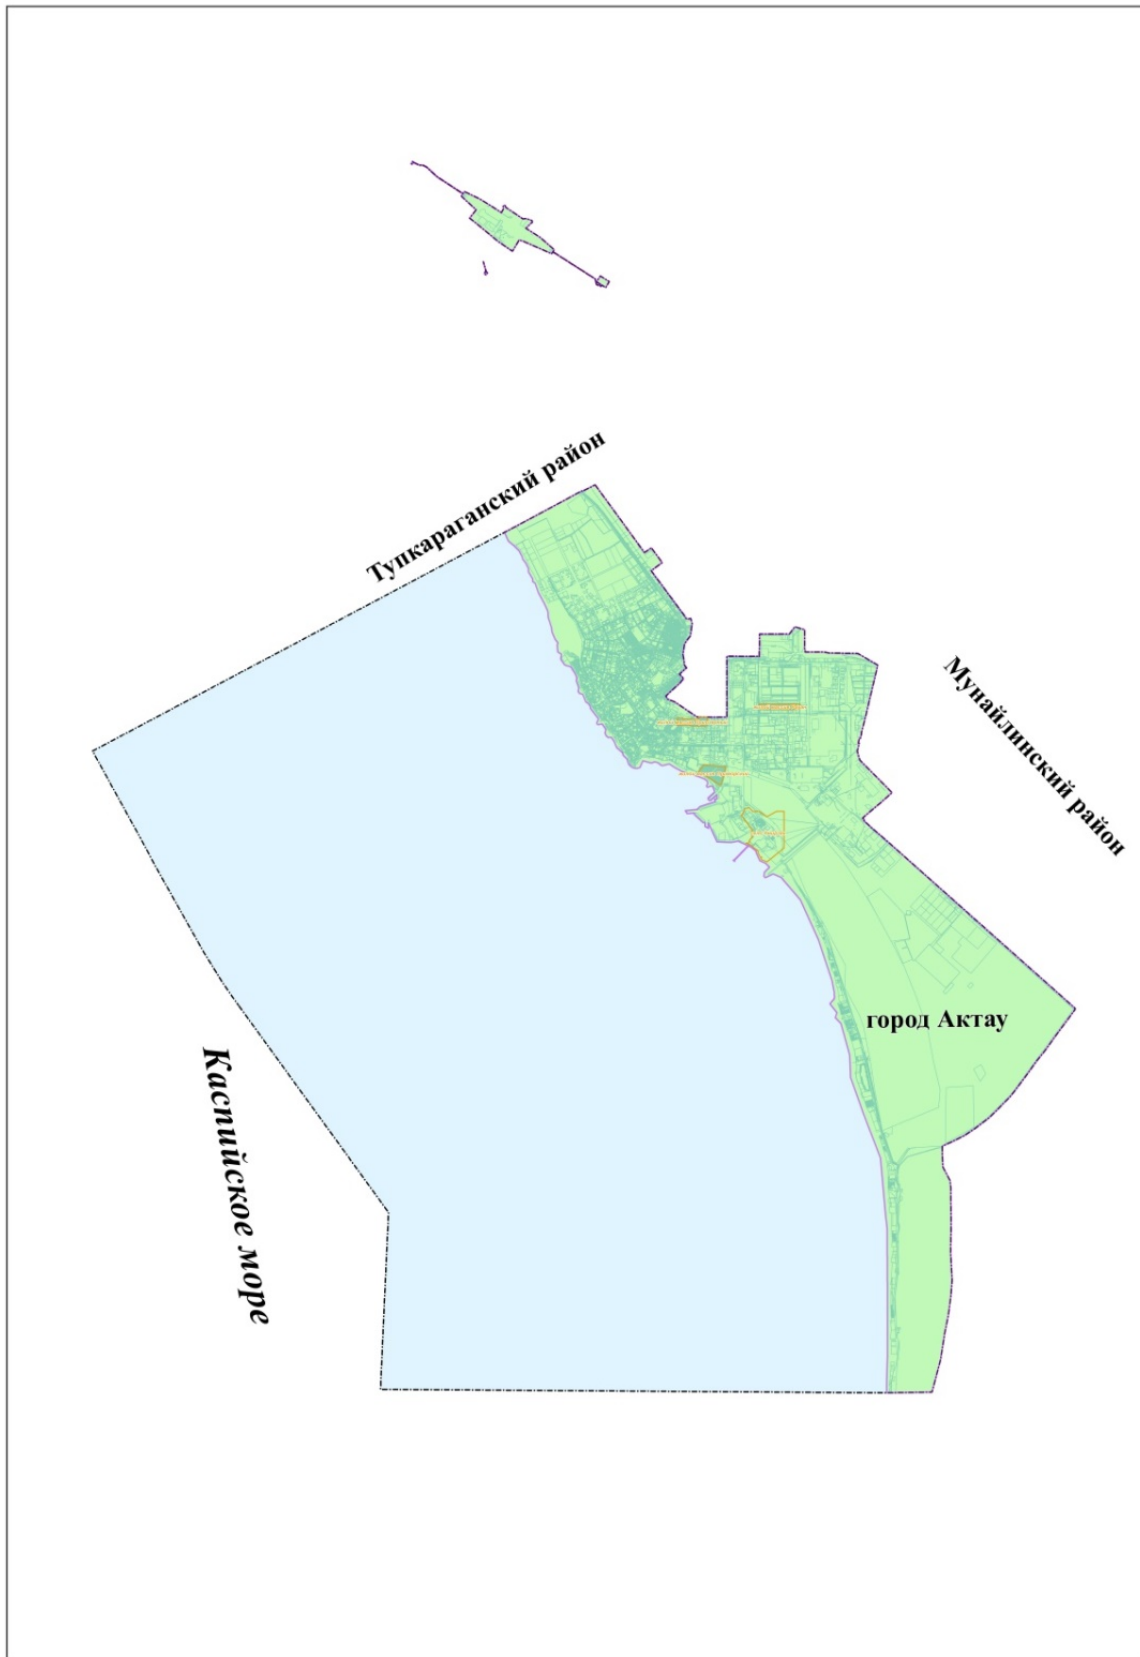 Тупкараганский район
Мунайлинский район
город Актау
Каспийское море